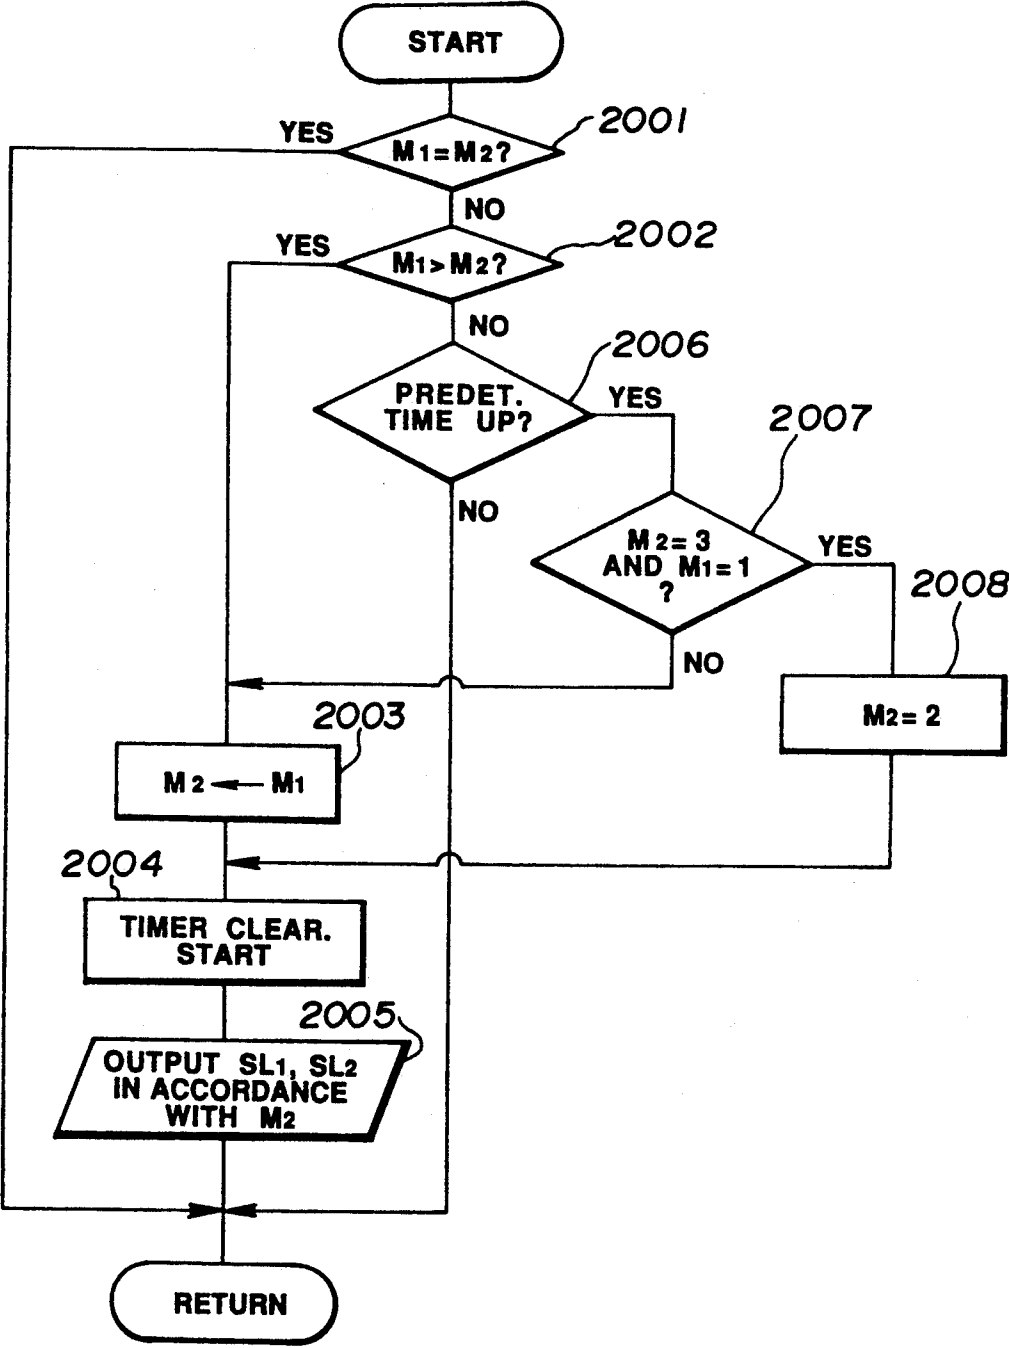 START
2001
YES
M1=M2?
NO
2002
YES
M1>M2?
NO
2006
PREDET.
TIME UP?
YES
2007
NO
M2=3
AND M1=1
?
YES
2008
NO
M2=2
2003
M2 ← M1
2004
TIMER CLEAR.
START
2005
OUTPUT SL1, SL2
IN ACCORDANCE
WITH M2
RETURN